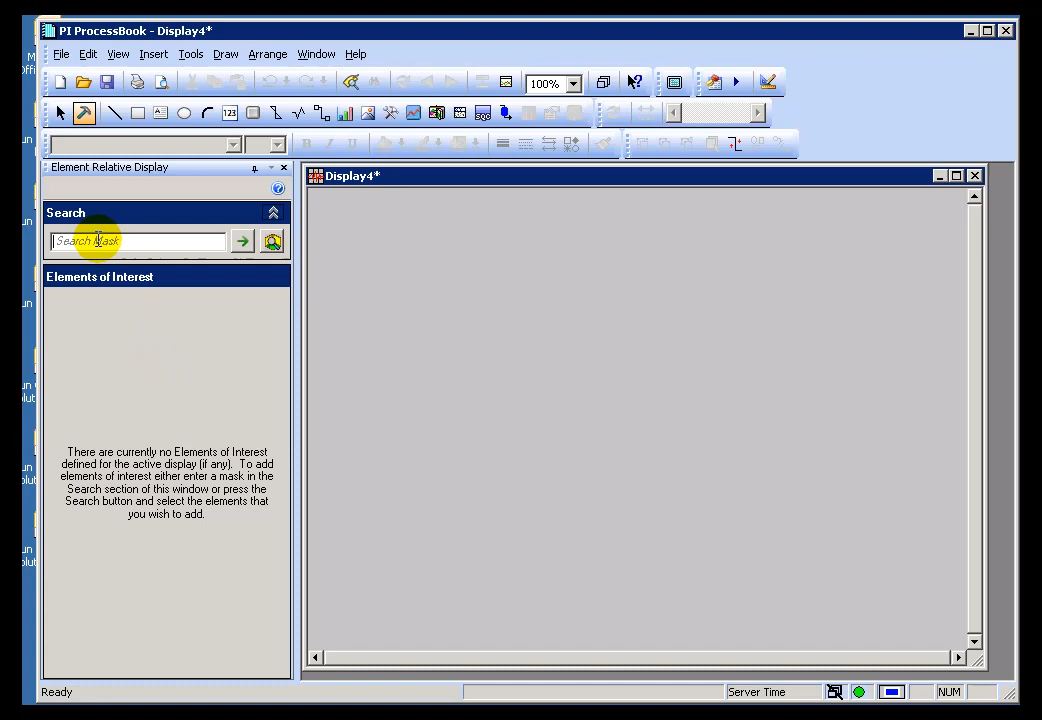 PI ProcessBook - Display4*
File Edit View Insert Tools Draw Arrange Window Help
100%
123
SQC
B I U
Element Relative Display
Display4*
Search
Search Mask
Elements of Interest
There are currently no Elements of Interest
defined for the active display (if any). To add
elements of interest either enter a mask in the
Search section of this window or press the
Search button and select the elements that
you wish to add.
Ready
Server Time
NUM